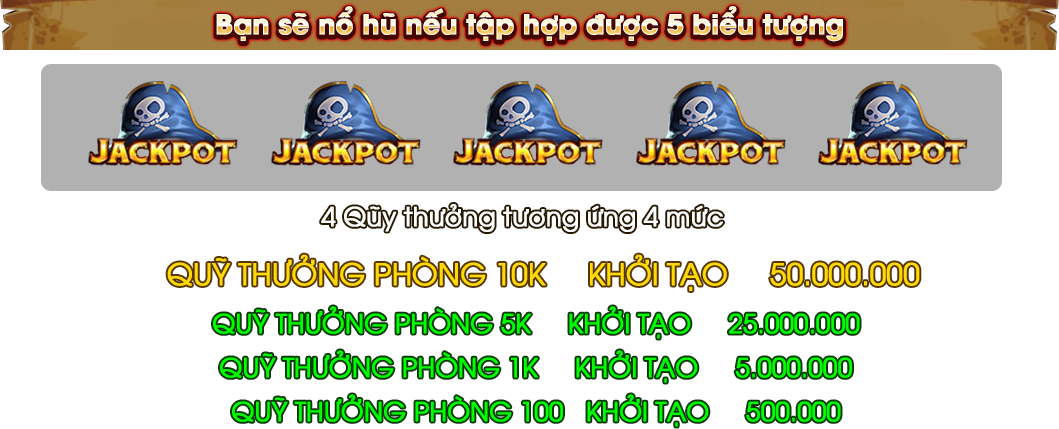 Bạn sẽ nổ hũ nếu tập hợp được 5 biểu tượng
JACKPOT JACKPOT JACKPOT JACKPOT JACKPOT
4 Qũy thưởng tương ứng 4 mức
QUỸ THƯỞNG PHÒNG 10K KHỞI TẠO 50.000.000
QUỸ THƯỞNG PHÒNG 5K KHỞI TẠO 25.000.000
QUỸ THƯỞNG PHÒNG 1K KHỞI TẠO 5.000.000
QUỸ THƯỞNG PHÒNG 100 KHỞI TẠO 500.000